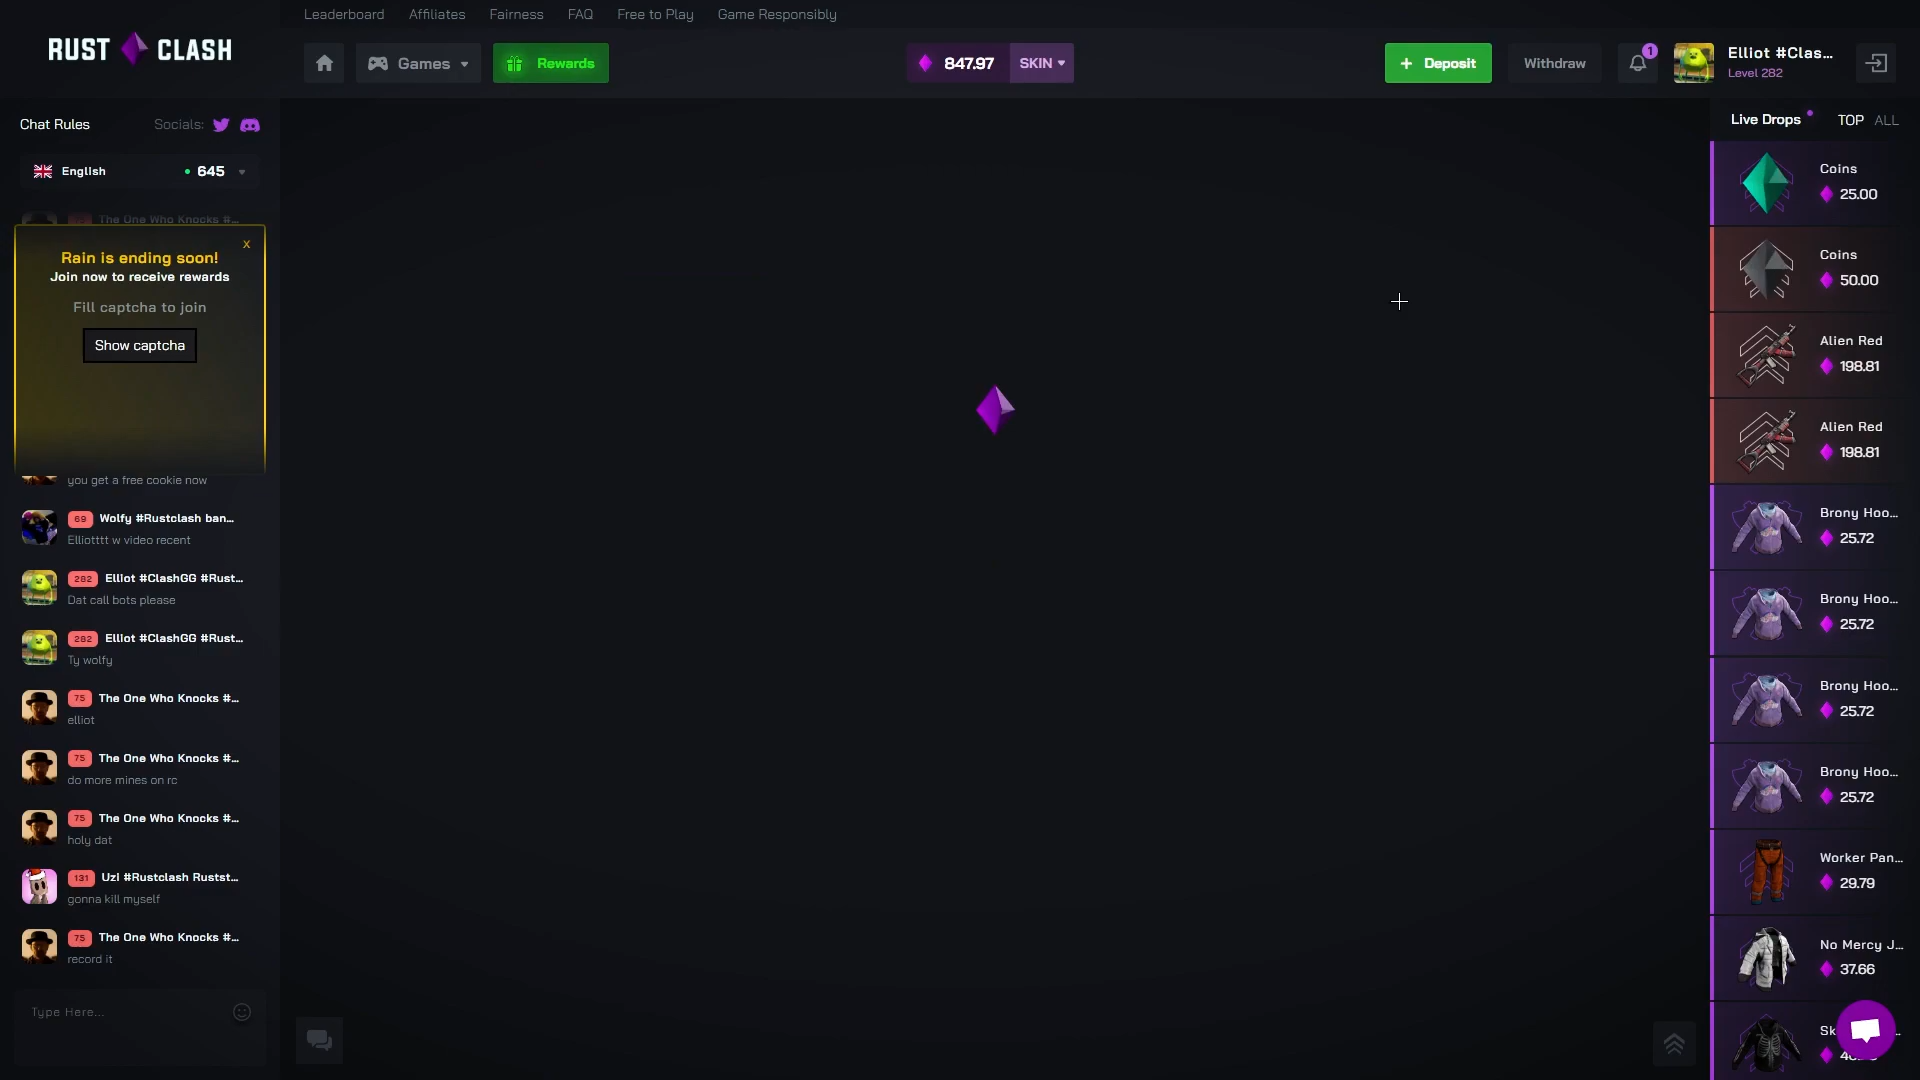 Leaderboard Affiliates Fairness FAQ Free to Play Game Responsibly
RUST CLASH
Games
Rewards
847.97 SKIN
+ Deposit
Withdraw
1
Elliot #Clas...
Level 282
Chat Rules
Socials:
English
645
75 The One Who Knocks #...
x
Rain is ending soon!
Join now to receive rewards
Fill captcha to join
Show captcha
you get a free cookie now
69 Wolfy #Rustclash ban...
Elliotttt w video recent
282 Elliot #ClashGG #Rust...
Dat call bots please
282 Elliot #ClashGG #Rust...
Ty wolfy
75 The One Who Knocks #...
elliot
75 The One Who Knocks #...
do more mines on rc
75 The One Who Knocks #...
holy dat
131 Uzi #Rustclash Rustst...
gonna kill myself
75 The One Who Knocks #...
record it
Type Here...
Live Drops TOP ALL
Coins
25.00
Coins
50.00
Alien Red
198.81
Alien Red
198.81
Brony Hoo...
25.72
Brony Hoo...
25.72
Brony Hoo...
25.72
Brony Hoo...
25.72
Worker Pan...
29.79
No Mercy J...
37.66